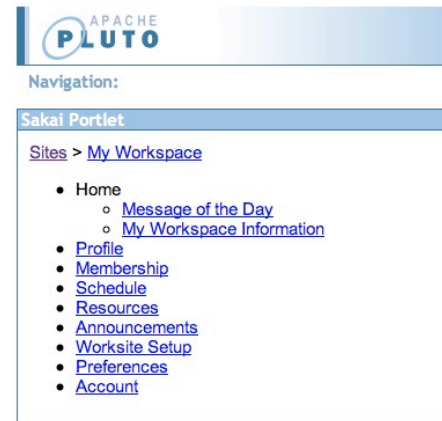 APACHE
PLUTO
Navigation:
Sakai Portlet
Sites > My Workspace
Home
Message of the Day
My Workspace Information
Profile
Membership
Schedule
Resources
Announcements
Worksite Setup
Preferences
Account